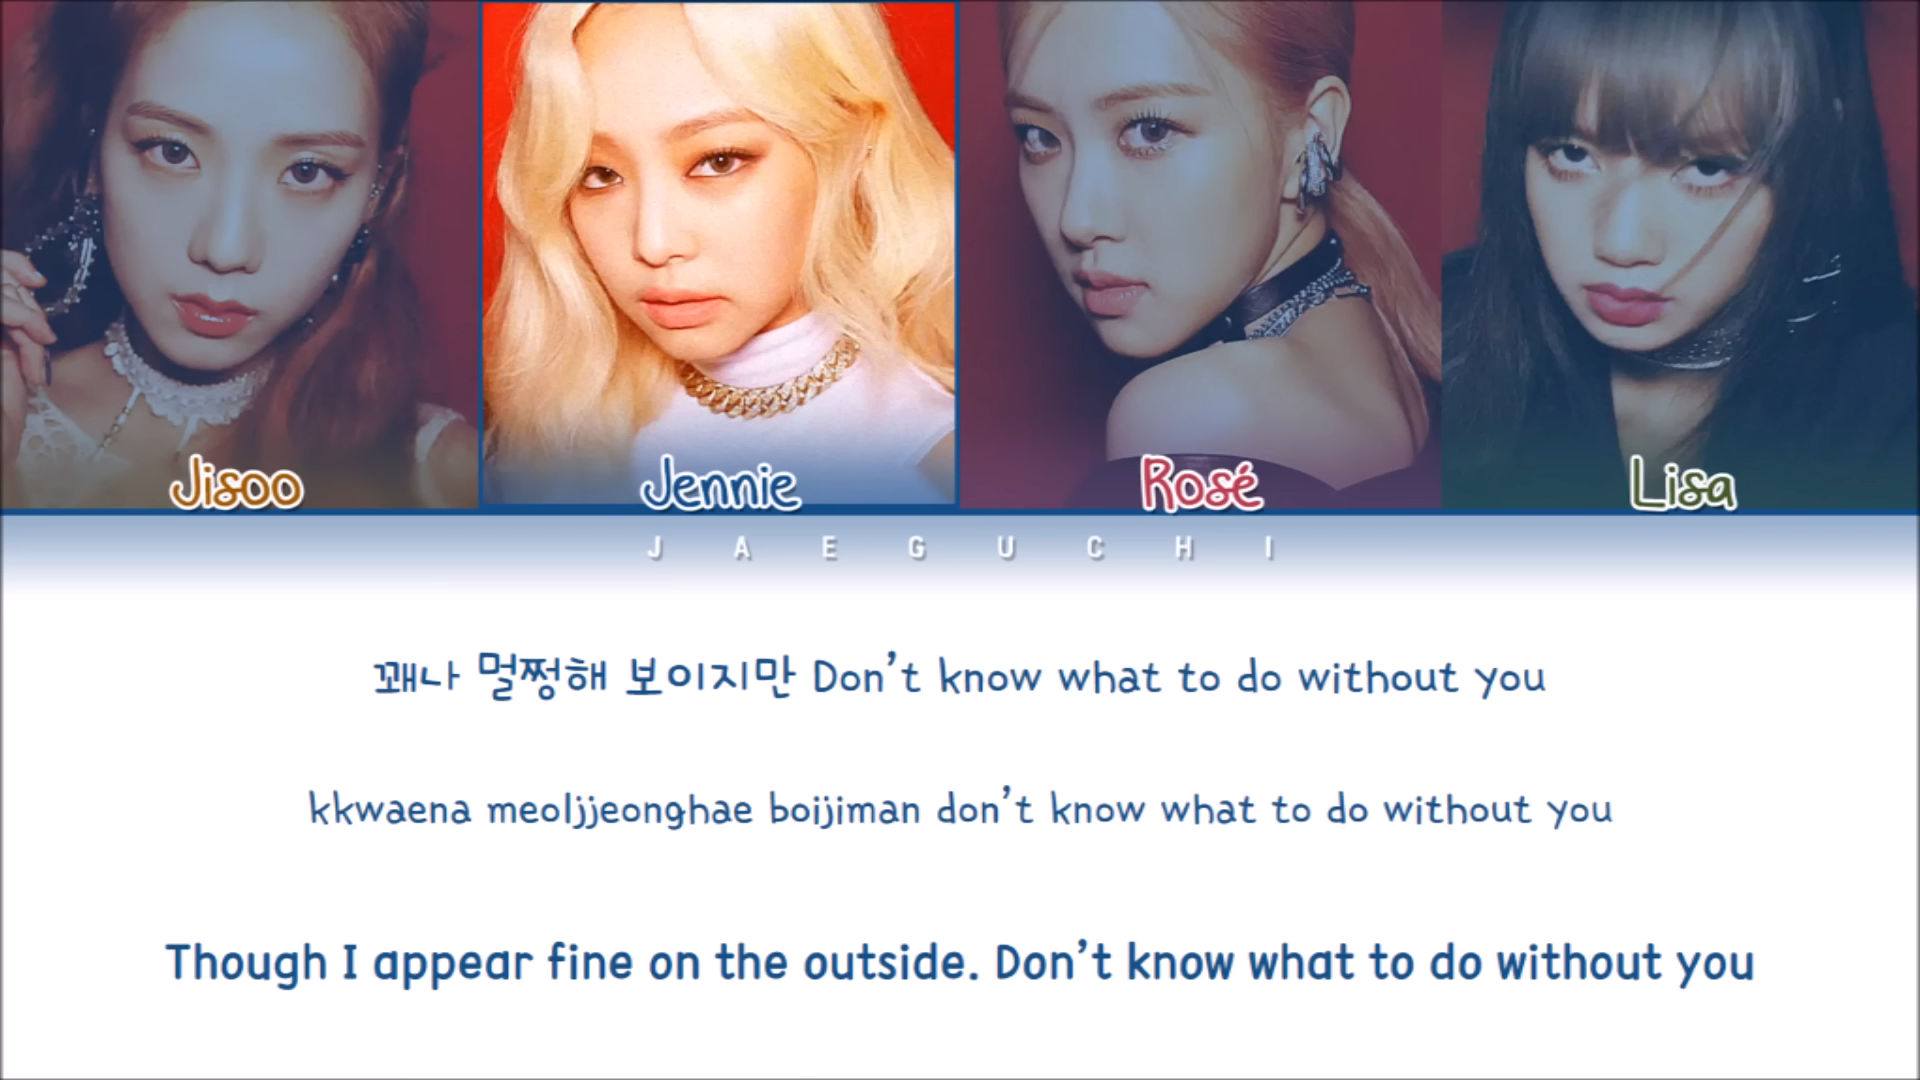 Jisoo
Jennie
Rosé
Lisa
JAEGUCHI
꽤나 멀쩡해 보이지만 Don't know what to do without you
kkwaena meoljjeonghae boijiman don't know what to do without you
Though I appear fine on the outside. Don't know what to do without you